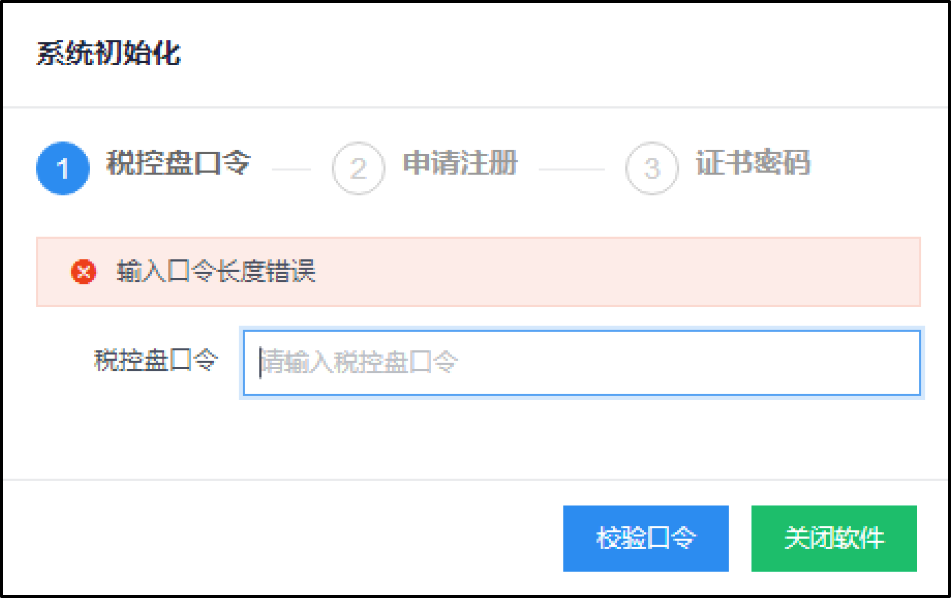 系统初始化
1 税控盘口令 2 申请注册 3 证书密码
输入口令长度错误
税控盘口令 请输入税控盘口令
校验口令 关闭软件